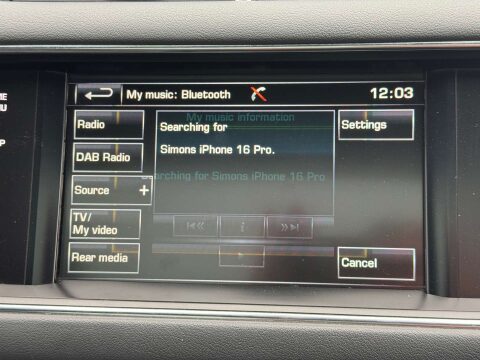 My music: Bluetooth
12:03
Radio
DAB Radio
Source +
TV/
My video
Rear media
My music information
Searching for
Simons iPhone 16 Pro.
Searching for Simons iPhone 16 Pro
i
Settings
Cancel